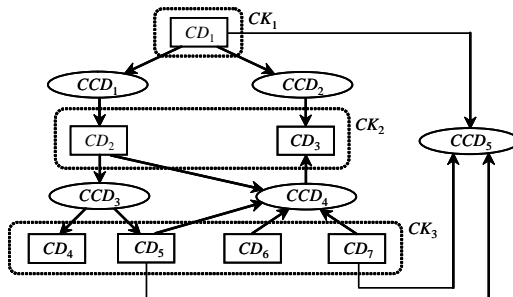 CD₁ CK₁
CCD₁ CCD₂
CK₂
CD₂ CD₃ CCD₅
CCD₃ CCD₄
CK₃
CD₄ CD₅ CD₆ CD₇